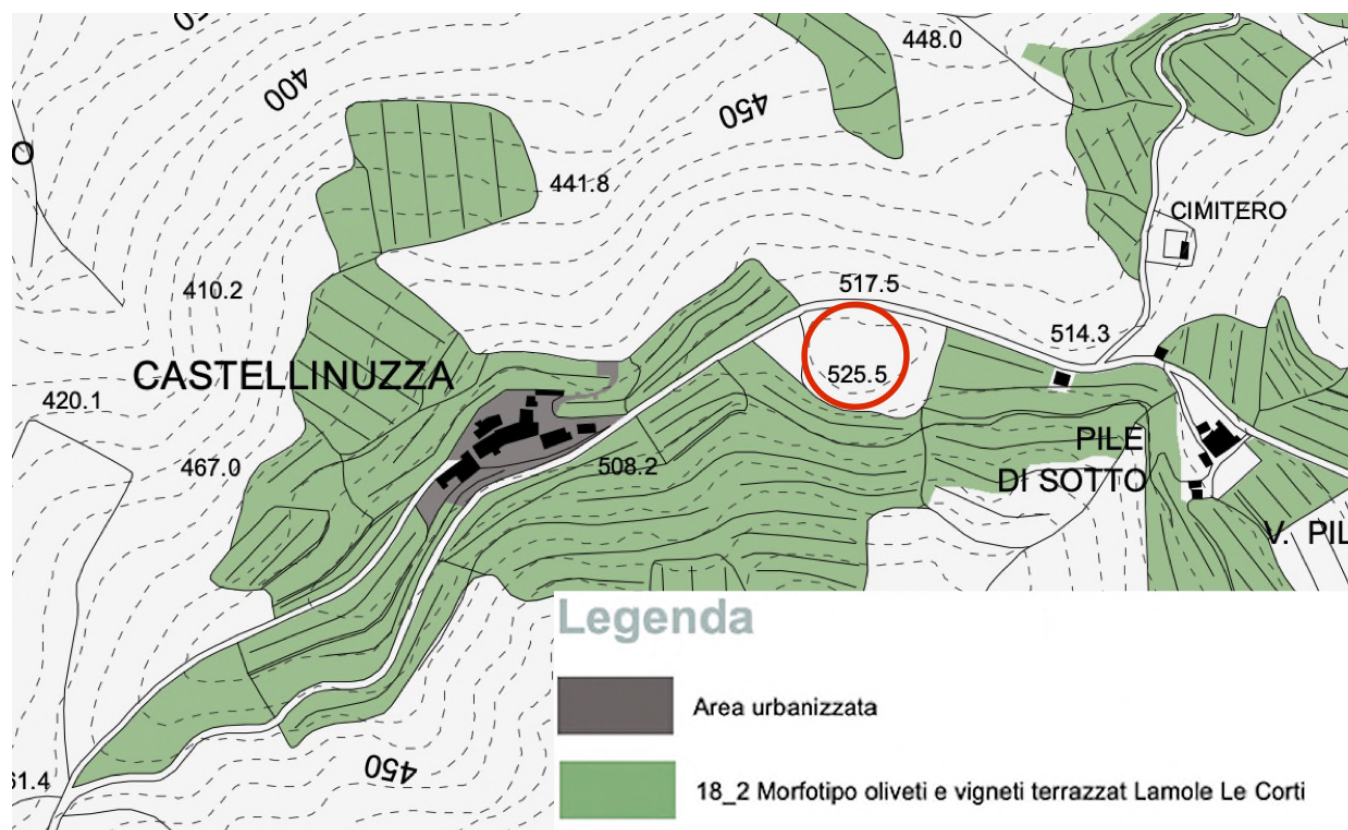 448.0
400
450
441.8
CIMITERO
410.2
517.5
514.3
CASTELLINUZZA
525.5
420.1
467.0
508.2
PILE
DI SOTTO
V. PIL
Legenda
Area urbanizzata
450
18_2 Morfotipo oliveti e vigneti terrazzat Lamole Le Corti